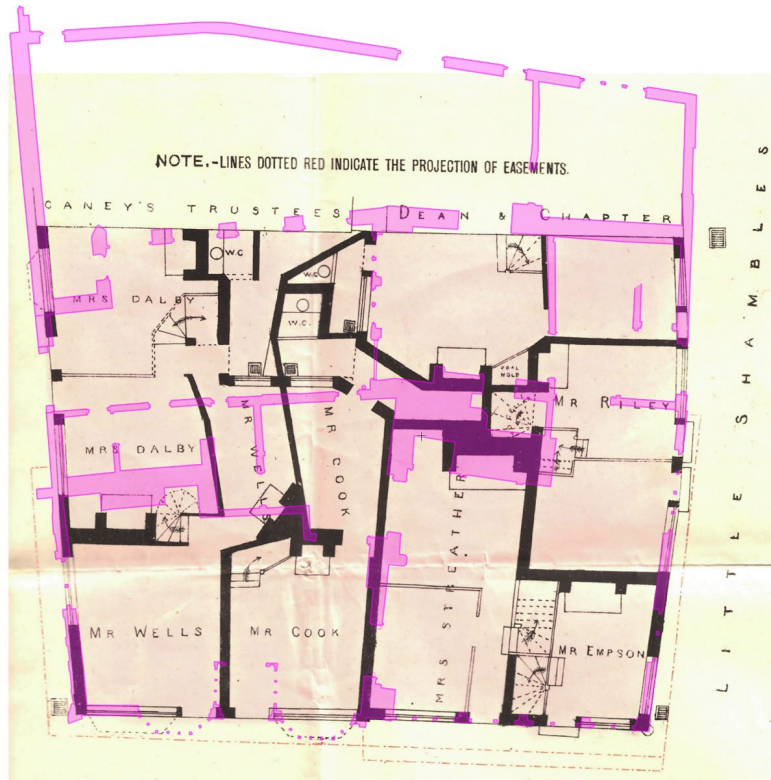 NOTE.-LINES DOTTED RED INDICATE THE PROJECTION OF EASEMENTS.
CANEY'S TRUSTEES
DEAN & CHAPTER
LITTLE SHAMBLES
W.C
W.C.
W.C.
MRS DALBY
COAL HOLE
MR RILEY
MRS DALBY
MR WELLS
MR COOK
MRS STBEATHER
MR WELLS
MR COOK
MR EMPSON